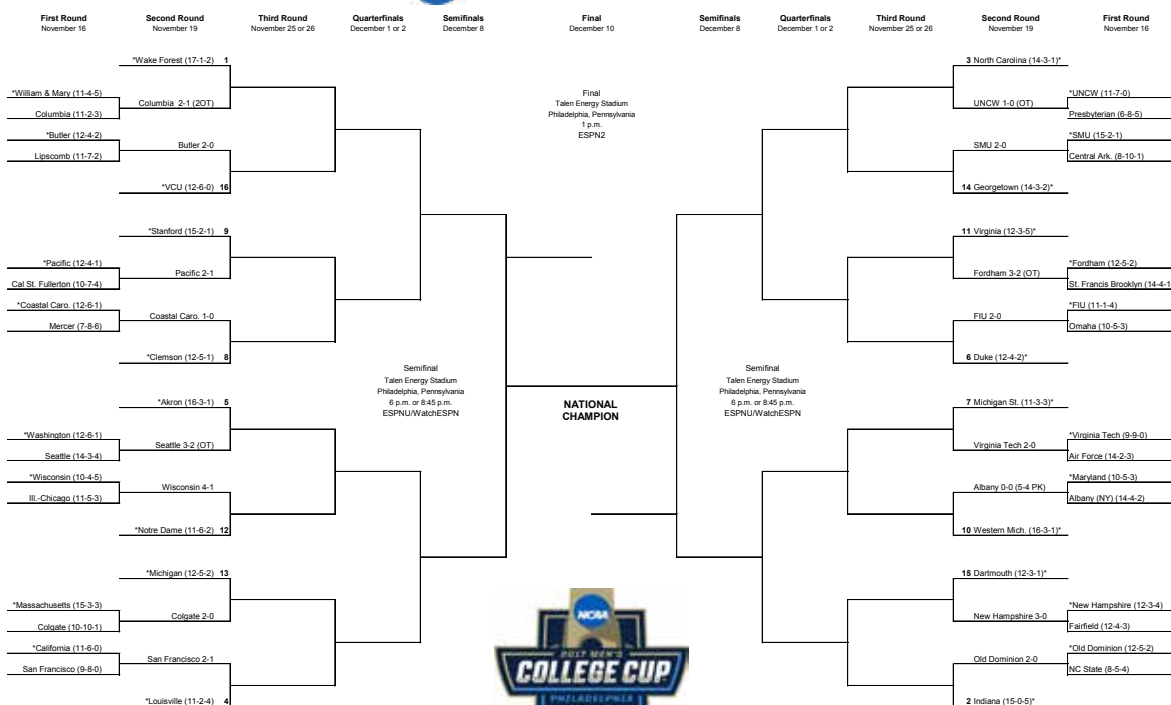 First Round
November 16
Second Round
November 19
Third Round
November 25 or 26
Quarterfinals
December 1 or 2
Semifinals
December 8
Final
December 10
Semifinals
December 8
Quarterfinals
December 1 or 2
Third Round
November 25 or 26
Second Round
November 19
First Round
November 16
*Wake Forest (17-1-2) 1
*William & Mary (11-4-5)
Columbia 2-1 (2OT)
Columbia (11-2-3)
*Butler (12-4-2)
Butler 2-0
Lipscomb (11-7-2)
*VCU (12-6-0) 16
*Stanford (15-2-1) 9
*Pacific (12-4-1)
Pacific 2-1
Cal St. Fullerton (10-7-4)
*Coastal Caro. (12-6-1)
Coastal Caro. 1-0
Mercer (7-8-6)
*Clemson (12-5-1) 8
*Akron (16-3-1) 5
*Washington (12-6-1)
Seattle 3-2 (OT)
Seattle (14-3-4)
*Wisconsin (10-4-5)
Wisconsin 4-1
Ill.-Chicago (11-5-3)
*Notre Dame (11-6-2) 12
*Michigan (12-5-2) 13
*Massachusetts (15-3-3)
Colgate 2-0
Colgate (10-10-1)
*California (11-6-0)
San Francisco 2-1
San Francisco (9-8-0)
*Louisville (11-2-4) 4
Final
Talen Energy Stadium
Philadelphia, Pennsylvania
1 p.m.
ESPN2
Semifinal
Talen Energy Stadium
Philadelphia, Pennsylvania
6 p.m. or 8:45 p.m.
ESPNU/WatchESPN
NATIONAL
CHAMPION
Semifinal
Talen Energy Stadium
Philadelphia, Pennsylvania
6 p.m. or 8:45 p.m.
ESPNU/WatchESPN
NCAA
2017 MEN'S
COLLEGE CUP
PHILADELPHIA
3 North Carolina (14-3-1)*
*UNCW (11-7-0)
UNCW 1-0 (OT)
Presbyterian (6-8-5)
*SMU (15-2-1)
SMU 2-0
Central Ark. (8-10-1)
14 Georgetown (14-3-2)*
11 Virginia (12-3-5)*
*Fordham (12-5-2)
Fordham 3-2 (OT)
St. Francis Brooklyn (14-4-1
*FIU (11-1-4)
FIU 2-0
Omaha (10-5-3)
6 Duke (12-4-2)*
7 Michigan St. (11-3-3)*
*Virginia Tech (9-9-0)
Virginia Tech 2-0
Air Force (14-2-3)
*Maryland (10-5-3)
Albany 0-0 (5-4 PK)
Albany (NY) (14-4-2)
10 Western Mich. (16-3-1)*
15 Dartmouth (12-3-1)*
*New Hampshire (12-3-4)
New Hampshire 3-0
Fairfield (12-4-3)
*Old Dominion (12-5-2)
Old Dominion 2-0
NC State (8-5-4)
2 Indiana (15-0-5)*